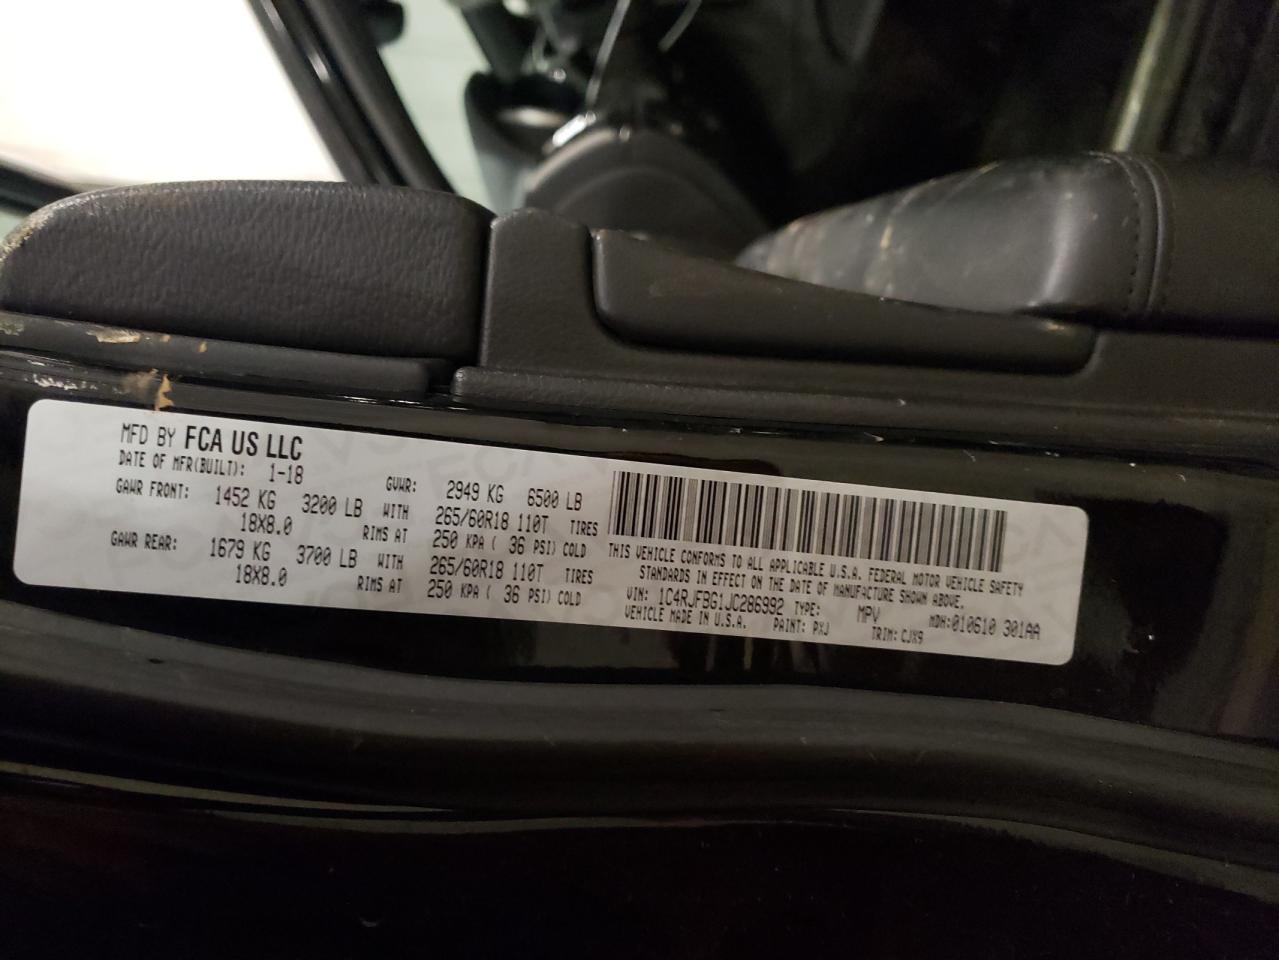 MFD BY FCA US LLC
DATE OF MFR(BUILT): 1-18 GVWR: 2949 KG 6500 LB
GAWR FRONT: 1452 KG 3200 LB WITH 265/60R18 110T TIRES
18X8.0 RIMS AT 250 KPA ( 36 PSI) COLD
GAWR REAR: 1679 KG 3700 LB WITH 265/60R18 110T TIRES
18X8.0 RIMS AT 250 KPA ( 36 PSI) COLD
THIS VEHICLE CONFORMS TO ALL APPLICABLE U.S.A. FEDERAL MOTOR VEHICLE SAFETY
STANDARDS IN EFFECT ON THE DATE OF MANUFACTURE SHOWN ABOVE.
VIN: 1C4RJFBG1JC286992 TYPE: MPV MDH:010610 301AA
VEHICLE MADE IN U.S.A. PAINT: PXJ TRIM: CJX9